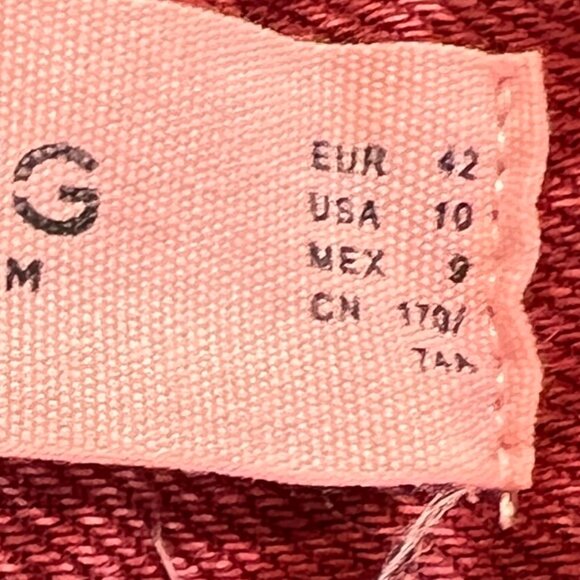 G
M
EUR 42
USA 10
MEX 9
CN 170/
74A